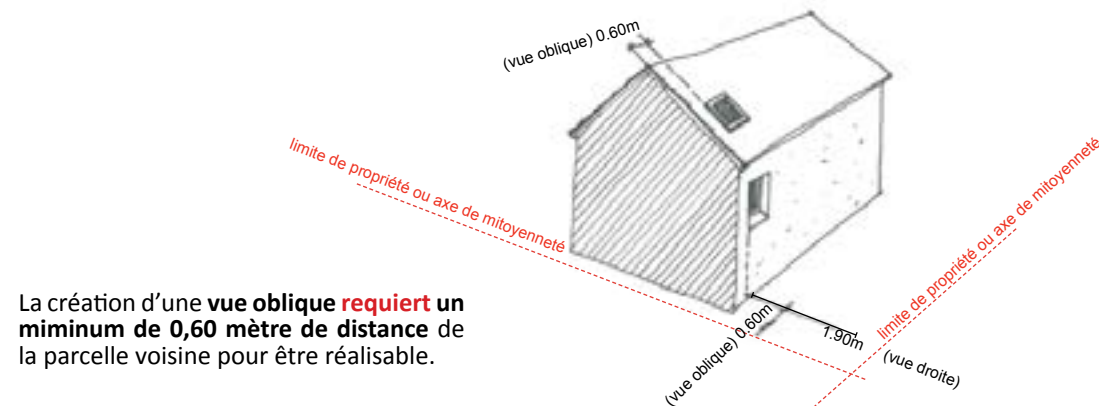 (vue oblique) 0.60m
limite de propriété ou axe de mitoyenneté
limite de propriété ou axe de mitoyenneté
La création d’une vue oblique requiert un
miminum de 0,60 mètre de distance de
la parcelle voisine pour être réalisable.
(vue oblique) 0.60m
1.90m
(vue droite)